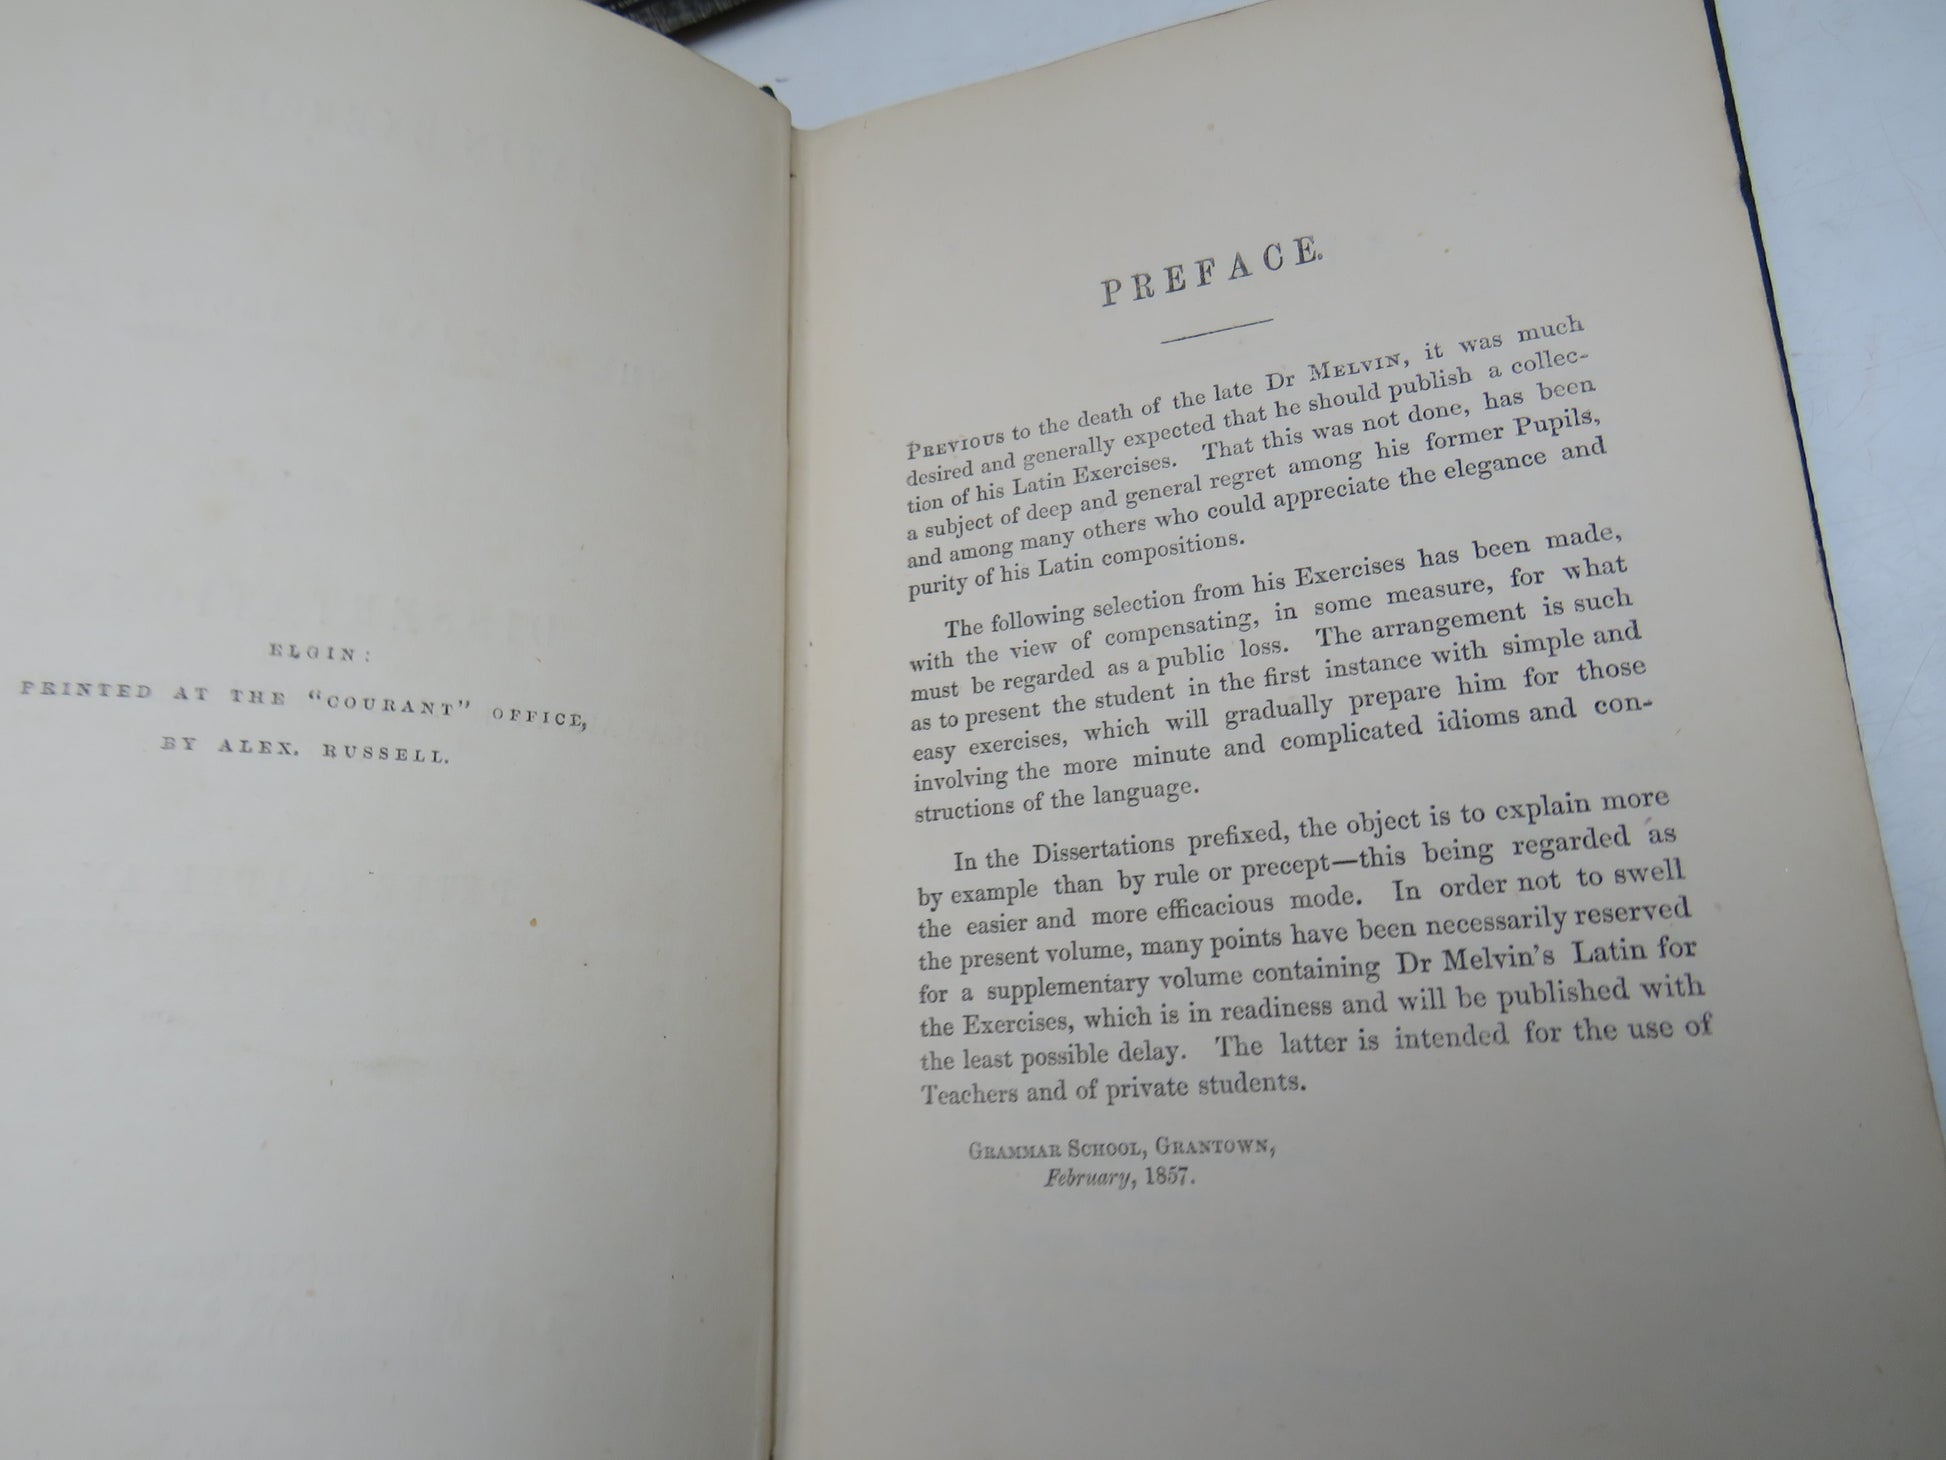 ELGIN:
PRINTED AT THE "COURANT" OFFICE,
BY ALEX. RUSSELL.
PREFACE.
PREVIOUS to the death of the late Dr MELVIN, it was much
desired and generally expected that he should publish a collec-
tion of his Latin Exercises. That this was not done, has been
a subject of deep and general regret among his former Pupils,
and among many others who could appreciate the elegance and
purity of his Latin compositions.
The following selection from his Exercises has been made,
with the view of compensating, in some measure, for what
must be regarded as a public loss. The arrangement is such
as to present the student in the first instance with simple and
easy exercises, which will gradually prepare him for those
involving the more minute and complicated idioms and con-
structions of the language.
In the Dissertations prefixed, the object is to explain more
by example than by rule or precept—this being regarded as
the easier and more efficacious mode. In order not to swell
the present volume, many points have been necessarily reserved
for a supplementary volume containing Dr Melvin's Latin for
the Exercises, which is in readiness and will be published with
the least possible delay. The latter is intended for the use of
Teachers and of private students.
GRAMMAR SCHOOL, GRANTOWN,
February, 1857.